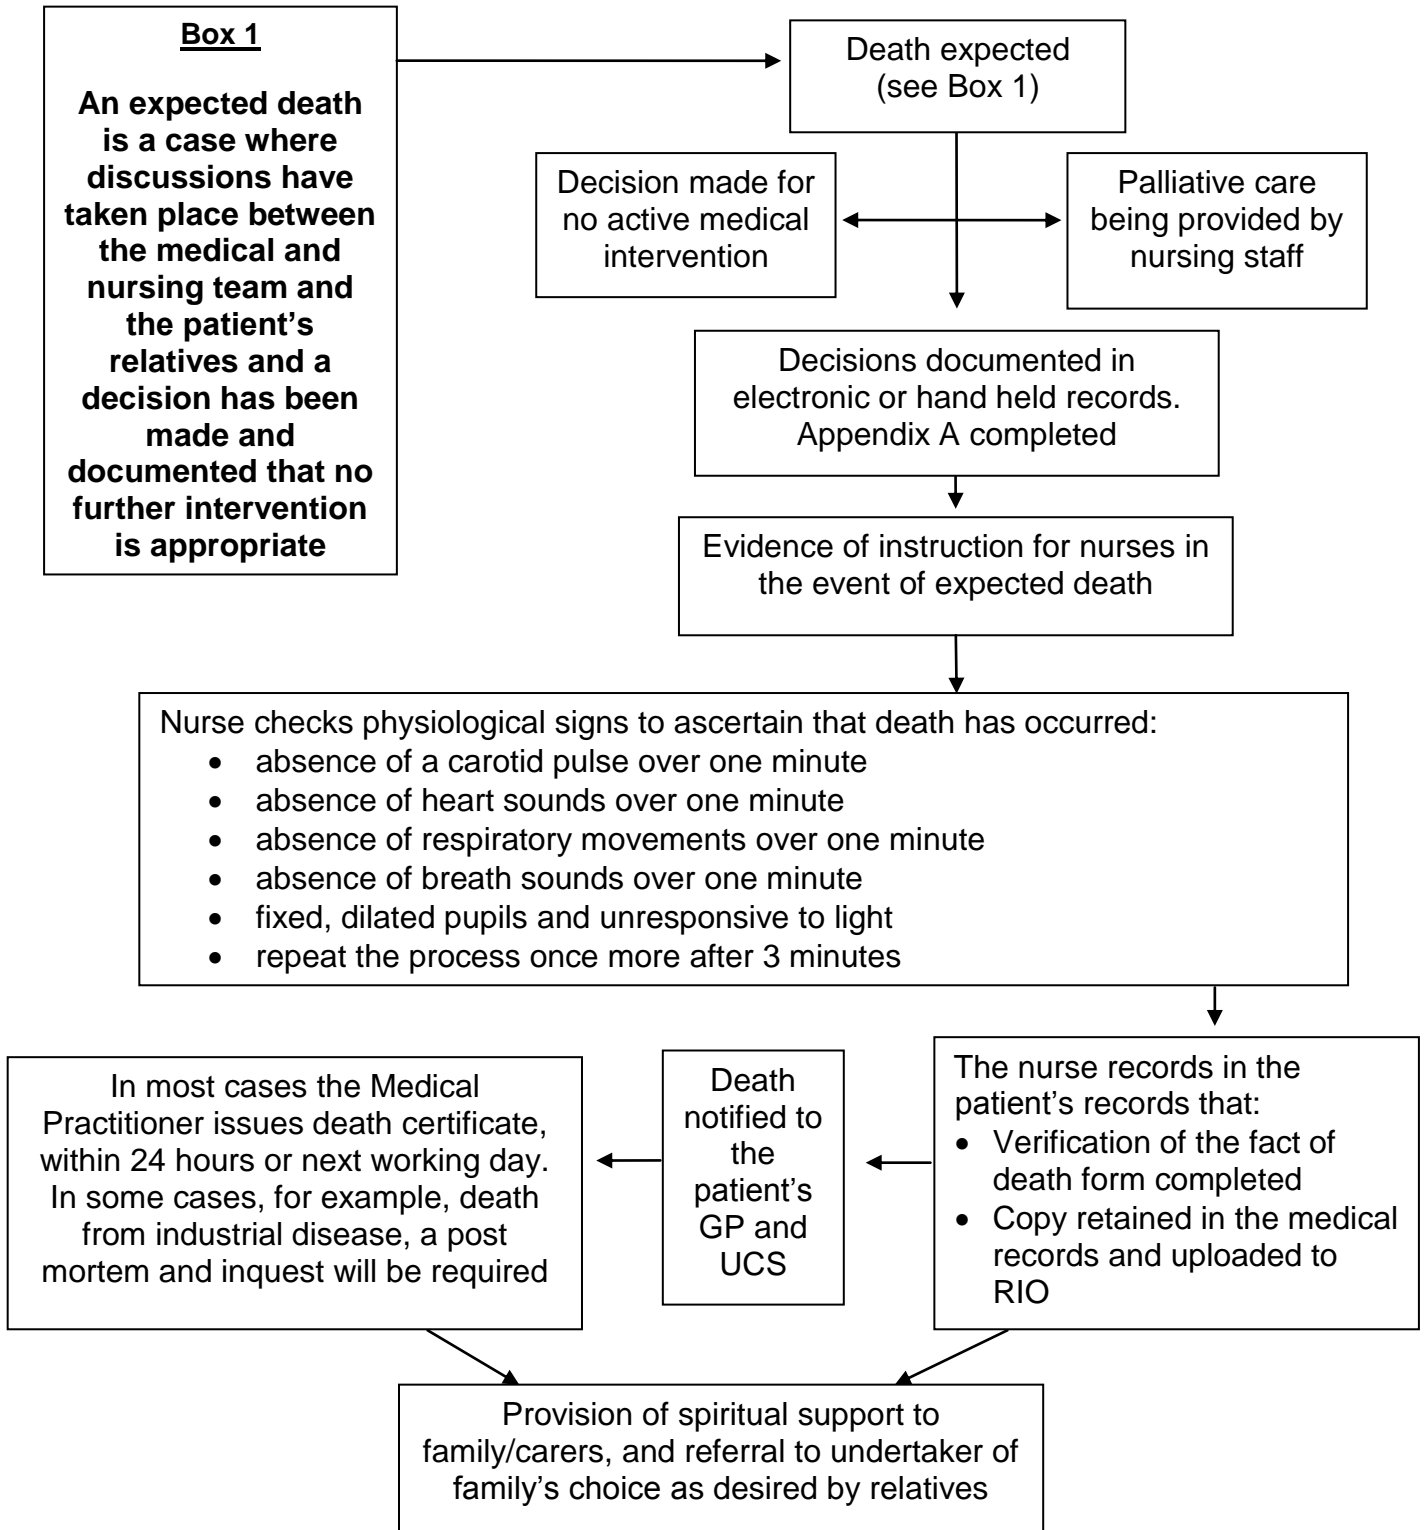 Box 1
An expected death
is a case where
discussions have
taken place between
the medical and
nursing team and
the patient’s
relatives and a
decision has been
made and
documented that no
further intervention
is appropriate
Death expected
(see Box 1)
Decision made for
no active medical
intervention
Palliative care
being provided by
nursing staff
Decisions documented in
electronic or hand held records.
Appendix A completed
Evidence of instruction for nurses in
the event of expected death
Nurse checks physiological signs to ascertain that death has occurred:
• absence of a carotid pulse over one minute
• absence of heart sounds over one minute
• absence of respiratory movements over one minute
• absence of breath sounds over one minute
• fixed, dilated pupils and unresponsive to light
• repeat the process once more after 3 minutes
The nurse records in the
patient’s records that:
• Verification of the fact of
death form completed
• Copy retained in the medical
records and uploaded to
RIO
Death
notified to
the
patient’s
GP and
UCS
In most cases the Medical
Practitioner issues death certificate,
within 24 hours or next working day.
In some cases, for example, death
from industrial disease, a post
mortem and inquest will be required
Provision of spiritual support to
family/carers, and referral to undertaker of
family’s choice as desired by relatives